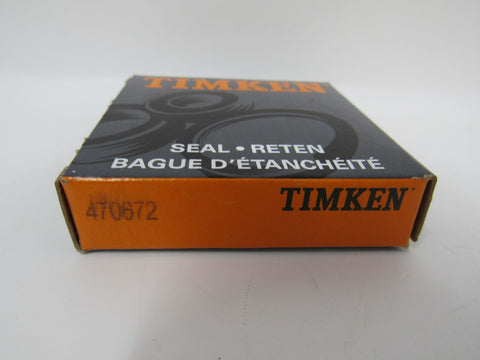 TIMKEN
SEAL • RETEN
BAGUE D'ÉTANCHÉITÉ
470672 TIMKEN